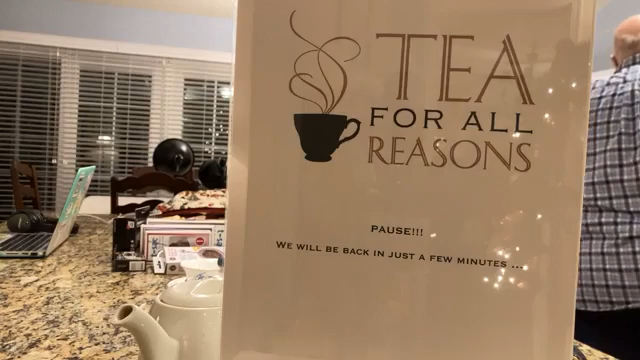 TEA
FOR ALL
REASONS
PAUSE!!!
WE WILL BE BACK IN JUST A FEW MINUTES ...